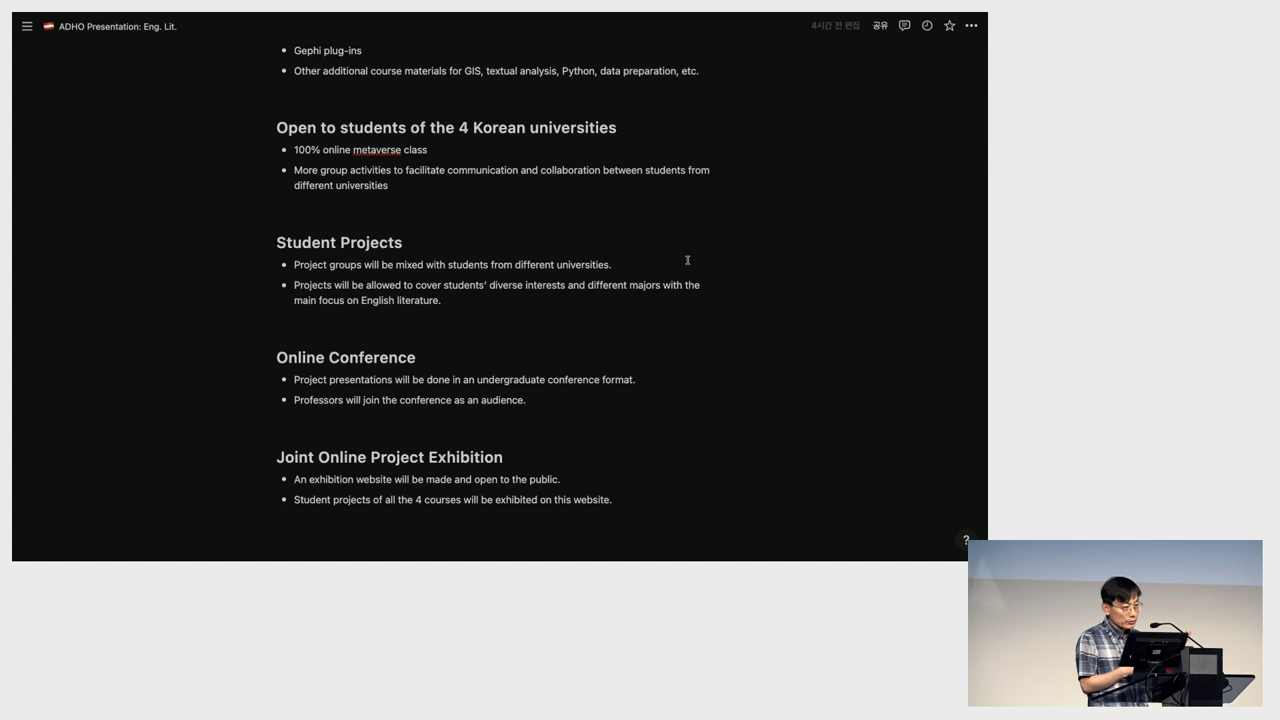 ADHO Presentation: Eng. Lit.
4시간 전 편집 공유
Gephi plug-ins
Other additional course materials for GIS, textual analysis, Python, data preparation, etc.
Open to students of the 4 Korean universities
100% online metaverse class
More group activities to facilitate communication and collaboration between students from
different universities
Student Projects
Project groups will be mixed with students from different universities.
Projects will be allowed to cover students’ diverse interests and different majors with the
main focus on English literature.
Online Conference
Project presentations will be done in an undergraduate conference format.
Professors will join the conference as an audience.
Joint Online Project Exhibition
An exhibition website will be made and open to the public.
Student projects of all the 4 courses will be exhibited on this website.
?